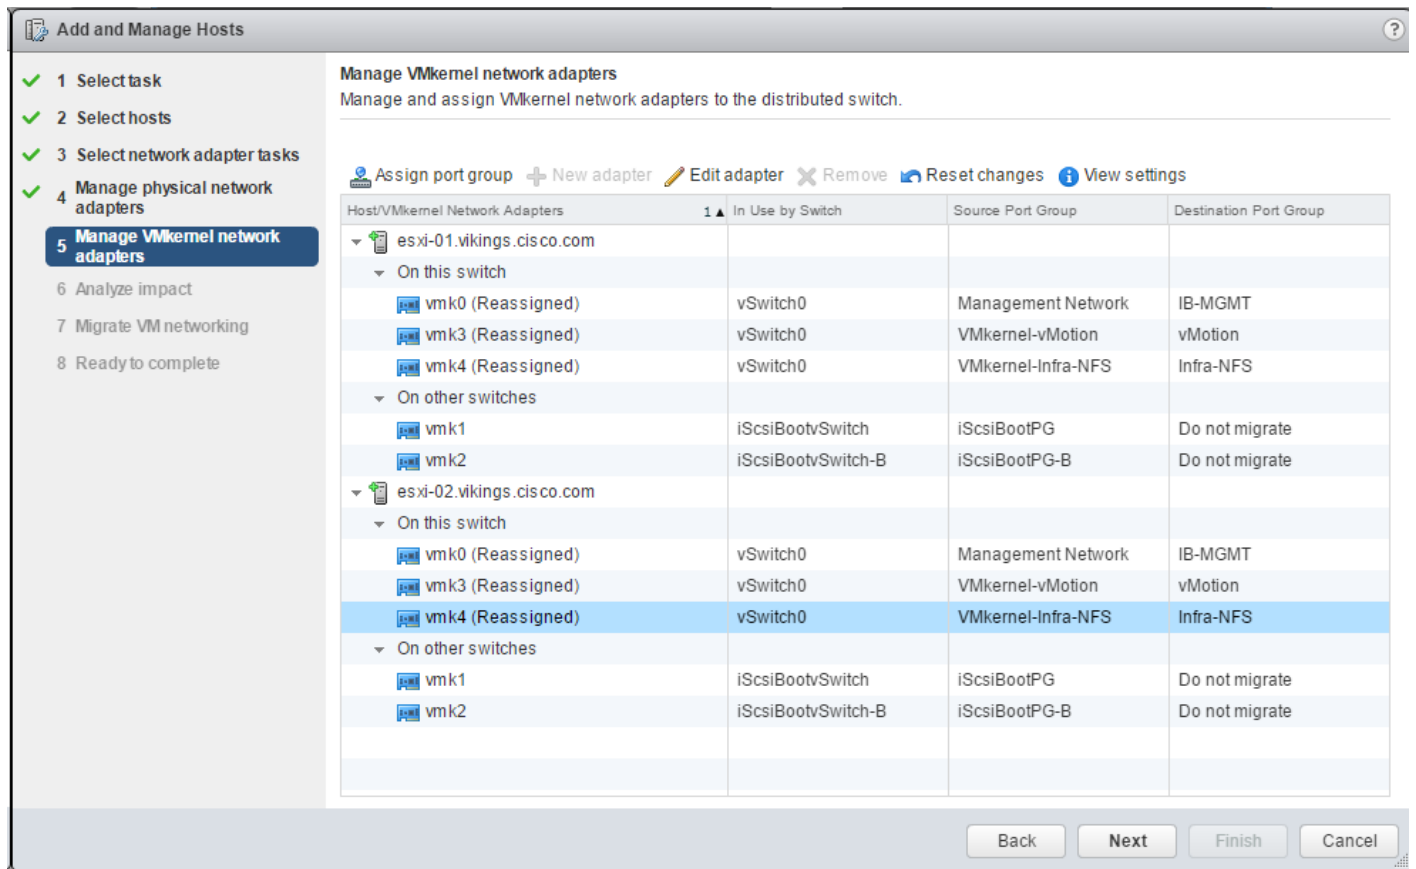 Add and Manage Hosts
?
1 Select task
2 Select hosts
3 Select network adapter tasks
4 Manage physical network
adapters
5 Manage VMkernel network
adapters
6 Analyze impact
7 Migrate VM networking
8 Ready to complete
Manage VMkernel network adapters
Manage and assign VMkernel network adapters to the distributed switch.
Assign port group New adapter Edit adapter Remove Reset changes View settings
Host/VMkernel Network Adapters 1 ▲ In Use by Switch Source Port Group Destination Port Group
esxi-01.vikings.cisco.com
On this switch
vmk0 (Reassigned) vSwitch0 Management Network IB-MGMT
vmk3 (Reassigned) vSwitch0 VMkernel-vMotion vMotion
vmk4 (Reassigned) vSwitch0 VMkernel-Infra-NFS Infra-NFS
On other switches
vmk1 iScsiBootvSwitch iScsiBootPG Do not migrate
vmk2 iScsiBootvSwitch-B iScsiBootPG-B Do not migrate
esxi-02.vikings.cisco.com
On this switch
vmk0 (Reassigned) vSwitch0 Management Network IB-MGMT
vmk3 (Reassigned) vSwitch0 VMkernel-vMotion vMotion
vmk4 (Reassigned) vSwitch0 VMkernel-Infra-NFS Infra-NFS
On other switches
vmk1 iScsiBootvSwitch iScsiBootPG Do not migrate
vmk2 iScsiBootvSwitch-B iScsiBootPG-B Do not migrate
Back Next Finish Cancel